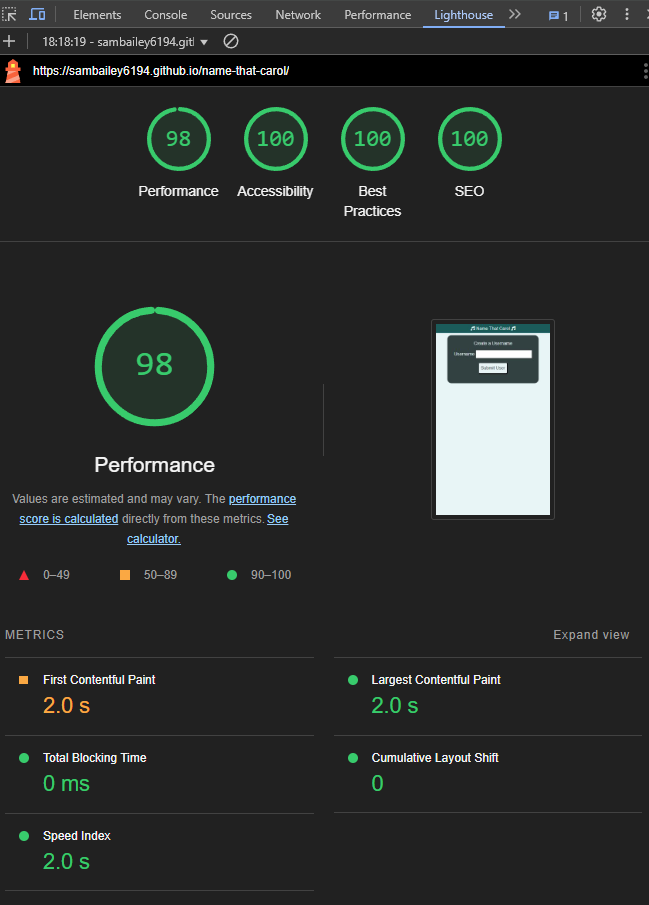 Elements Console Sources Network Performance Lighthouse 1
18:18:19 - sambailey6194.gitl
https://sambailey6194.github.io/name-that-carol/
98 100 100 100
Performance Accessibility Best Practices SEO
98
Performance
Values are estimated and may vary. The performance
score is calculated directly from these metrics. See
calculator.
0–49 50–89 90–100
Name That Carol
Create a Username
Username
Submit User
METRICS Expand view
First Contentful Paint
2.0 s
Largest Contentful Paint
2.0 s
Total Blocking Time
0 ms
Cumulative Layout Shift
0
Speed Index
2.0 s